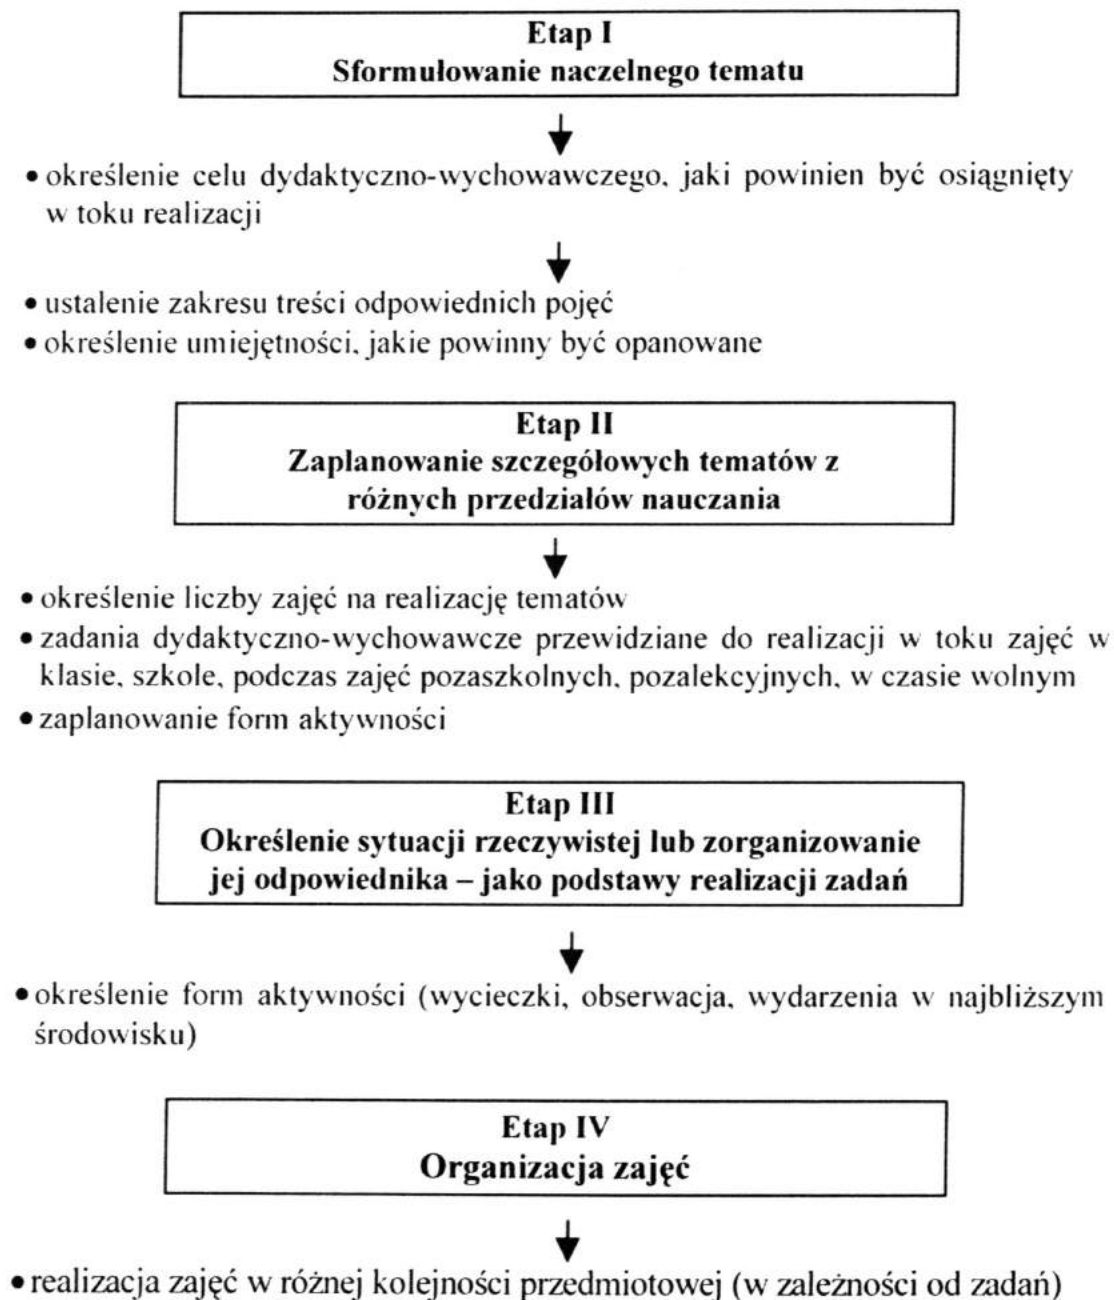 Etap I
Sformułowanie naczelnego tematu
• określenie celu dydaktyczno-wychowawczego, jaki powinien być osiągnięty
w toku realizacji
• ustalenie zakresu treści odpowiednich pojęć
• określenie umiejętności, jakie powinny być opanowane
Etap II
Zaplanowanie szczegółowych tematów z
różnych przedziałów nauczania
• określenie liczby zajęć na realizację tematów
• zadania dydaktyczno-wychowawcze przewidziane do realizacji w toku zajęć w
klasie, szkole, podczas zajęć pozaszkolnych, pozalekcyjnych, w czasie wolnym
• zaplanowanie form aktywności
Etap III
Określenie sytuacji rzeczywistej lub zorganizowanie
jej odpowiednika – jako podstawy realizacji zadań
• określenie form aktywności (wycieczki, obserwacja, wydarzenia w najbliższym
środowisku)
Etap IV
Organizacja zajęć
• realizacja zajęć w różnej kolejności przedmiotowej (w zależności od zadań)